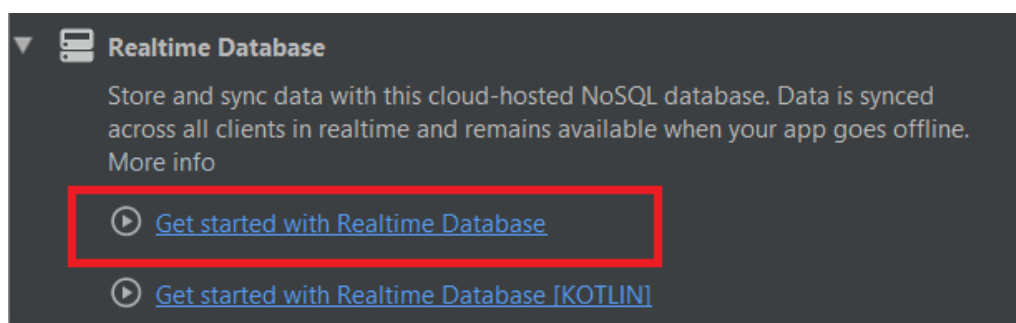 Realtime Database
Store and sync data with this cloud-hosted NoSQL database. Data is synced
across all clients in realtime and remains available when your app goes offline.
More info
Get started with Realtime Database
Get started with Realtime Database [KOTLIN]